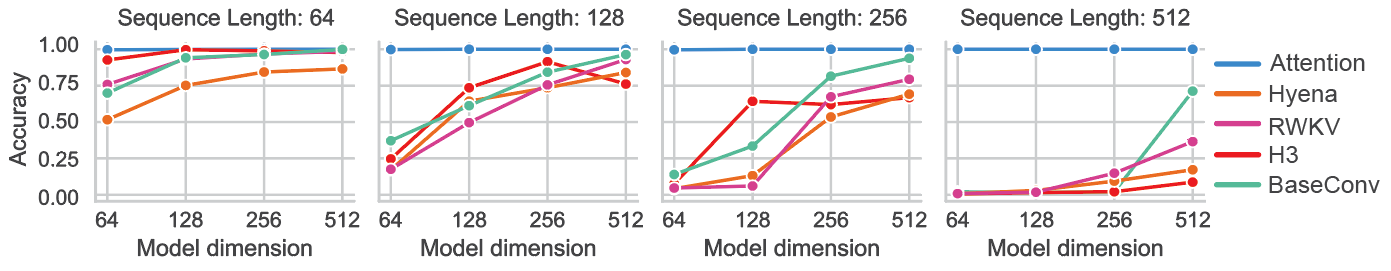 Sequence Length: 64
Sequence Length: 128
Sequence Length: 256
Sequence Length: 512
Accuracy
1.00
0.75
0.50
0.25
0.00
64 128 256 512
64 128 256 512
64 128 256 512
64 128 256 512
Model dimension
Model dimension
Model dimension
Model dimension
Attention
Hyena
RWKV
H3
BaseConv